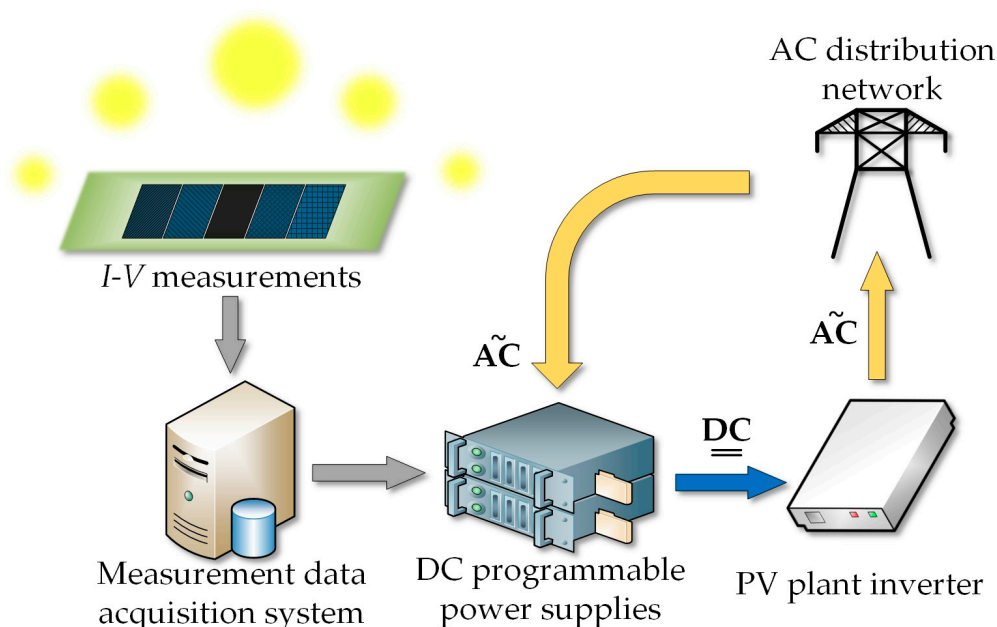 AC distribution
network
I-V measurements
AC
AC
DC
Measurement data
acquisition system
DC programmable
power supplies
PV plant inverter